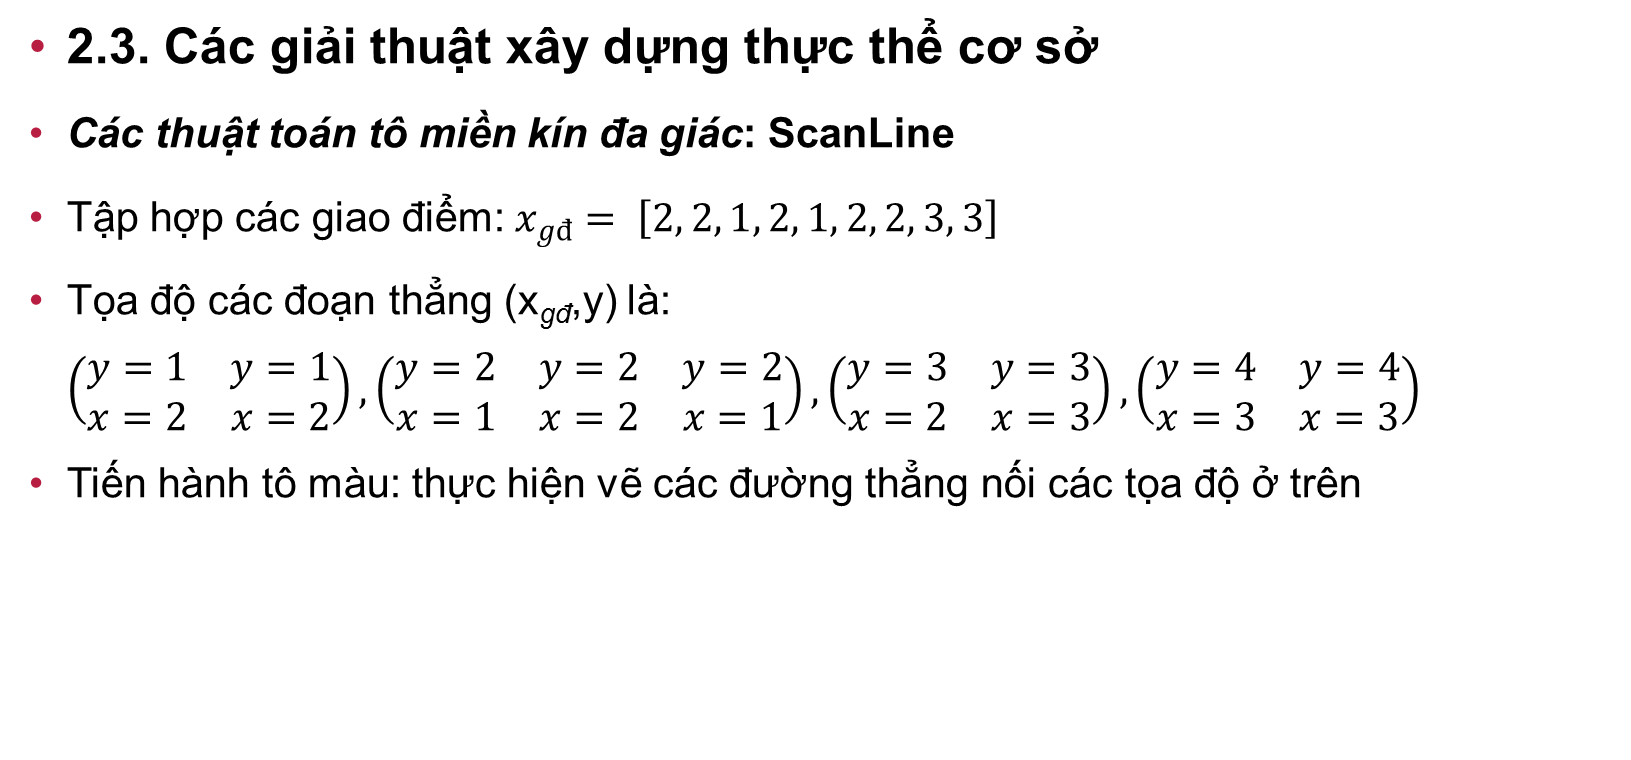 • 2.3. Các giải thuật xây dựng thực thể cơ sở
• Các thuật toán tô miền kín đa giác: ScanLine
• Tập hợp các giao điểm: x_gđ = [2, 2, 1, 2, 1, 2, 2, 3, 3]
• Tọa độ các đoạn thẳng (x_gđ,y) là:
(y = 1 y = 1), (y = 2 y = 2 y = 2), (y = 3 y = 3), (y = 4 y = 4)
(x = 2 x = 2), (x = 1 x = 2 x = 1), (x = 2 x = 3), (x = 3 x = 3)
• Tiến hành tô màu: thực hiện vẽ các đường thẳng nối các tọa độ ở trên